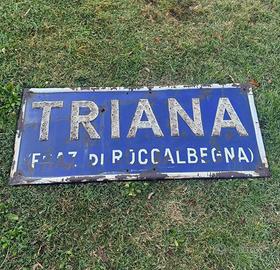 TRIANA
(FRAZ. di ROCCALBEGNA)